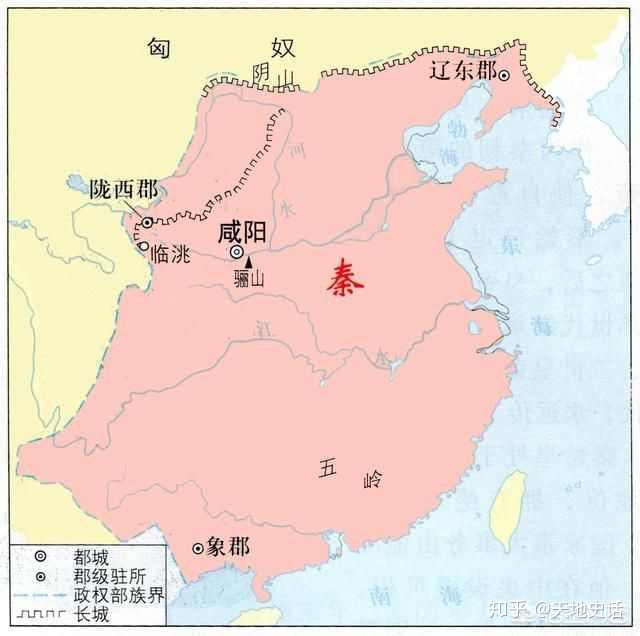 匈奴
阴山
辽东郡
渤海
河水
陇西郡
临洮
咸阳
骊山
秦
东海
江水
五岭
象郡
南海
都城
郡级驻所
政权部族界
长城
知乎 @天地史话